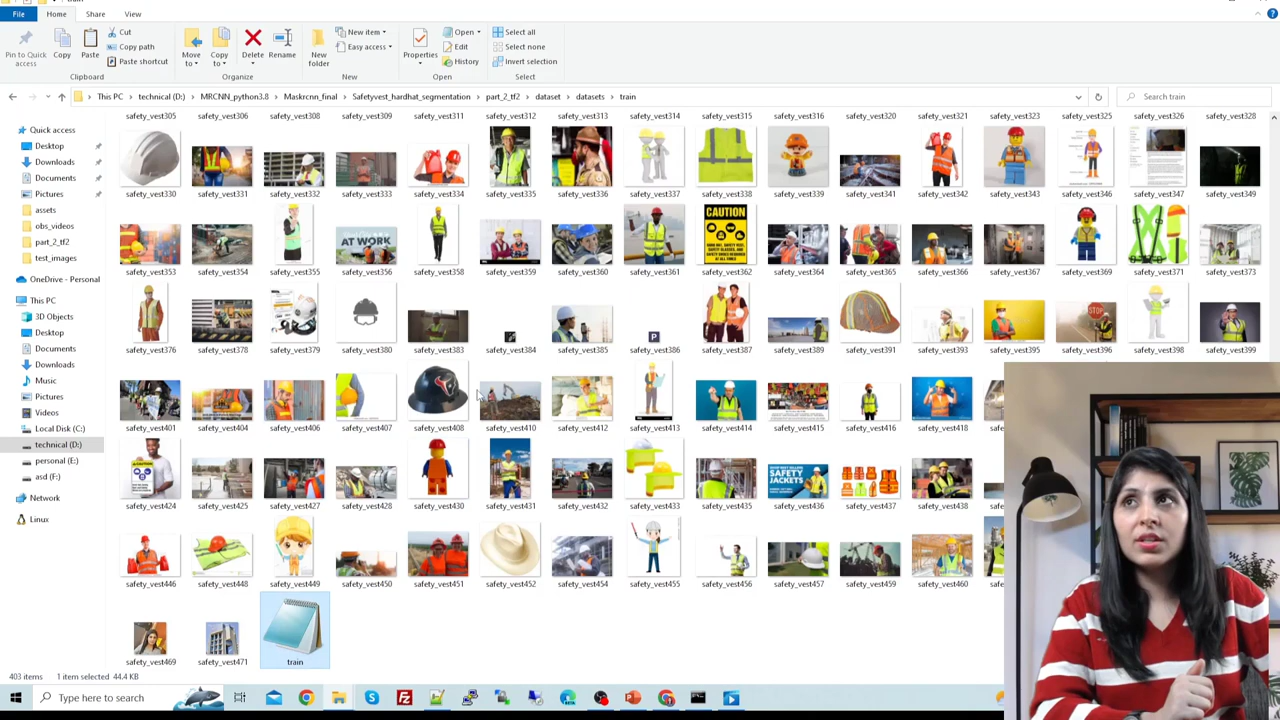 train
File
Home
Share
View
Pin to Quick access
Copy
Paste
Cut
Copy path
Paste shortcut
Clipboard
Move to
Copy to
Delete
Rename
Organize
New folder
New item
Easy access
New
Properties
Open
Edit
History
Open
Select all
Select none
Invert selection
Select
This PC > technical (D:) > MRCNN_python3.8 > Maskrcnn_final > Safetyvest_hardhat_segmentation > part_2_tf2 > dataset > datasets > train
Search train
Quick access
Desktop
Downloads
Documents
Pictures
assets
obs_videos
part_2_tf2
test_images
OneDrive - Personal
This PC
3D Objects
Desktop
Documents
Downloads
Music
Pictures
Videos
Local Disk (C:)
technical (D:)
personal (E:)
asd (F:)
Network
Linux
safety_vest305 safety_vest306 safety_vest308 safety_vest309 safety_vest311 safety_vest312 safety_vest313 safety_vest314 safety_vest315 safety_vest316 safety_vest320 safety_vest323 safety_vest325 safety_vest326 safety_vest328
safety_vest330 safety_vest331 safety_vest332 safety_vest333 safety_vest334 safety_vest335 safety_vest336 safety_vest337 safety_vest338 safety_vest339 safety_vest341 safety_vest342 safety_vest343 safety_vest346 safety_vest347 safety_vest349
AT WORK
CAUTION
safety_vest353 safety_vest354 safety_vest355 safety_vest356 safety_vest358 safety_vest359 safety_vest360 safety_vest361 safety_vest362 safety_vest364 safety_vest365 safety_vest366 safety_vest367 safety_vest369 safety_vest371 safety_vest373
P
STOP
safety_vest376 safety_vest378 safety_vest379 safety_vest380 safety_vest383 safety_vest384 safety_vest385 safety_vest386 safety_vest387 safety_vest389 safety_vest391 safety_vest393 safety_vest395 safety_vest396 safety_vest398 safety_vest399
safety_vest401 safety_vest404 safety_vest406 safety_vest407 safety_vest408 safety_vest410 safety_vest412 safety_vest413 safety_vest414 safety_vest415 safety_vest416 safety_vest418
CAUTION
SAFETY
JACKETS
safety_vest424 safety_vest425 safety_vest427 safety_vest428 safety_vest430 safety_vest431 safety_vest432 safety_vest433 safety_vest435 safety_vest436 safety_vest437 safety_vest438
safety_vest446 safety_vest448 safety_vest449 safety_vest450 safety_vest451 safety_vest452 safety_vest454 safety_vest455 safety_vest456 safety_vest457 safety_vest459 safety_vest460
safety_vest469 safety_vest471 train
403 items 1 item selected 44.4 KB
Type here to search